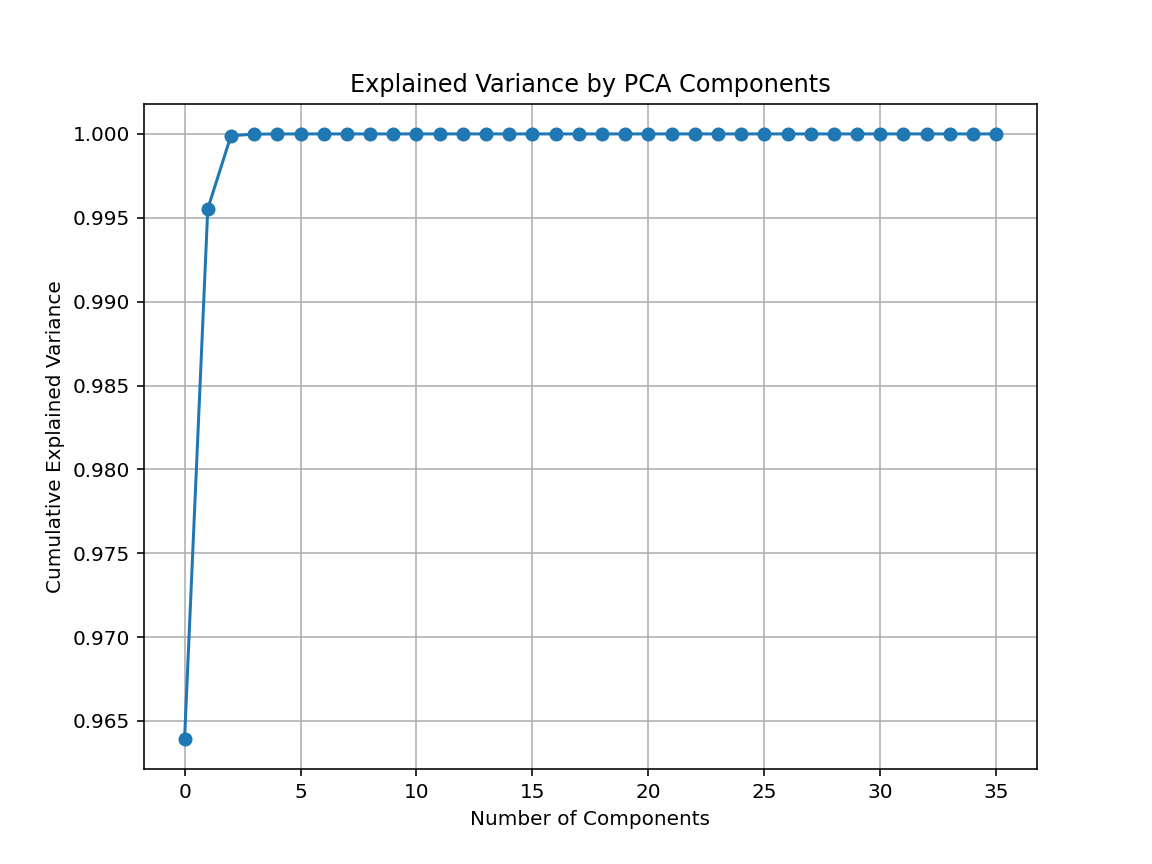 Explained Variance by PCA Components
Cumulative Explained Variance
1.000
0.995
0.990
0.985
0.980
0.975
0.970
0.965
0 5 10 15 20 25 30 35
Number of Components